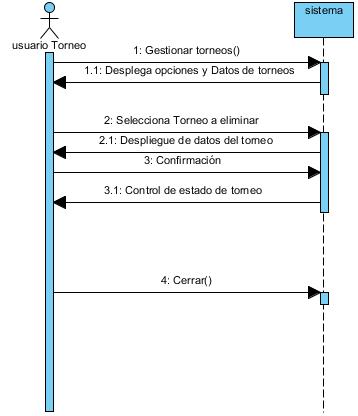 sistema
usuario Torneo
1: Gestionar torneos()
1.1: Desplega opciones y Datos de torneos
2: Selecciona Torneo a eliminar
2.1: Despliegue de datos del torneo
3: Confirmación
3.1: Control de estado de torneo
4: Cerrar()